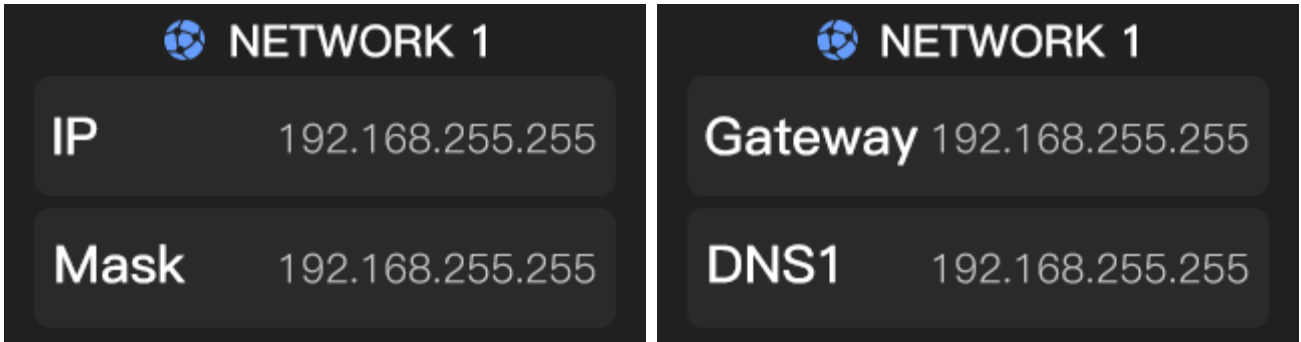 NETWORK 1
IP 192.168.255.255
Mask 192.168.255.255
NETWORK 1
Gateway 192.168.255.255
DNS1 192.168.255.255